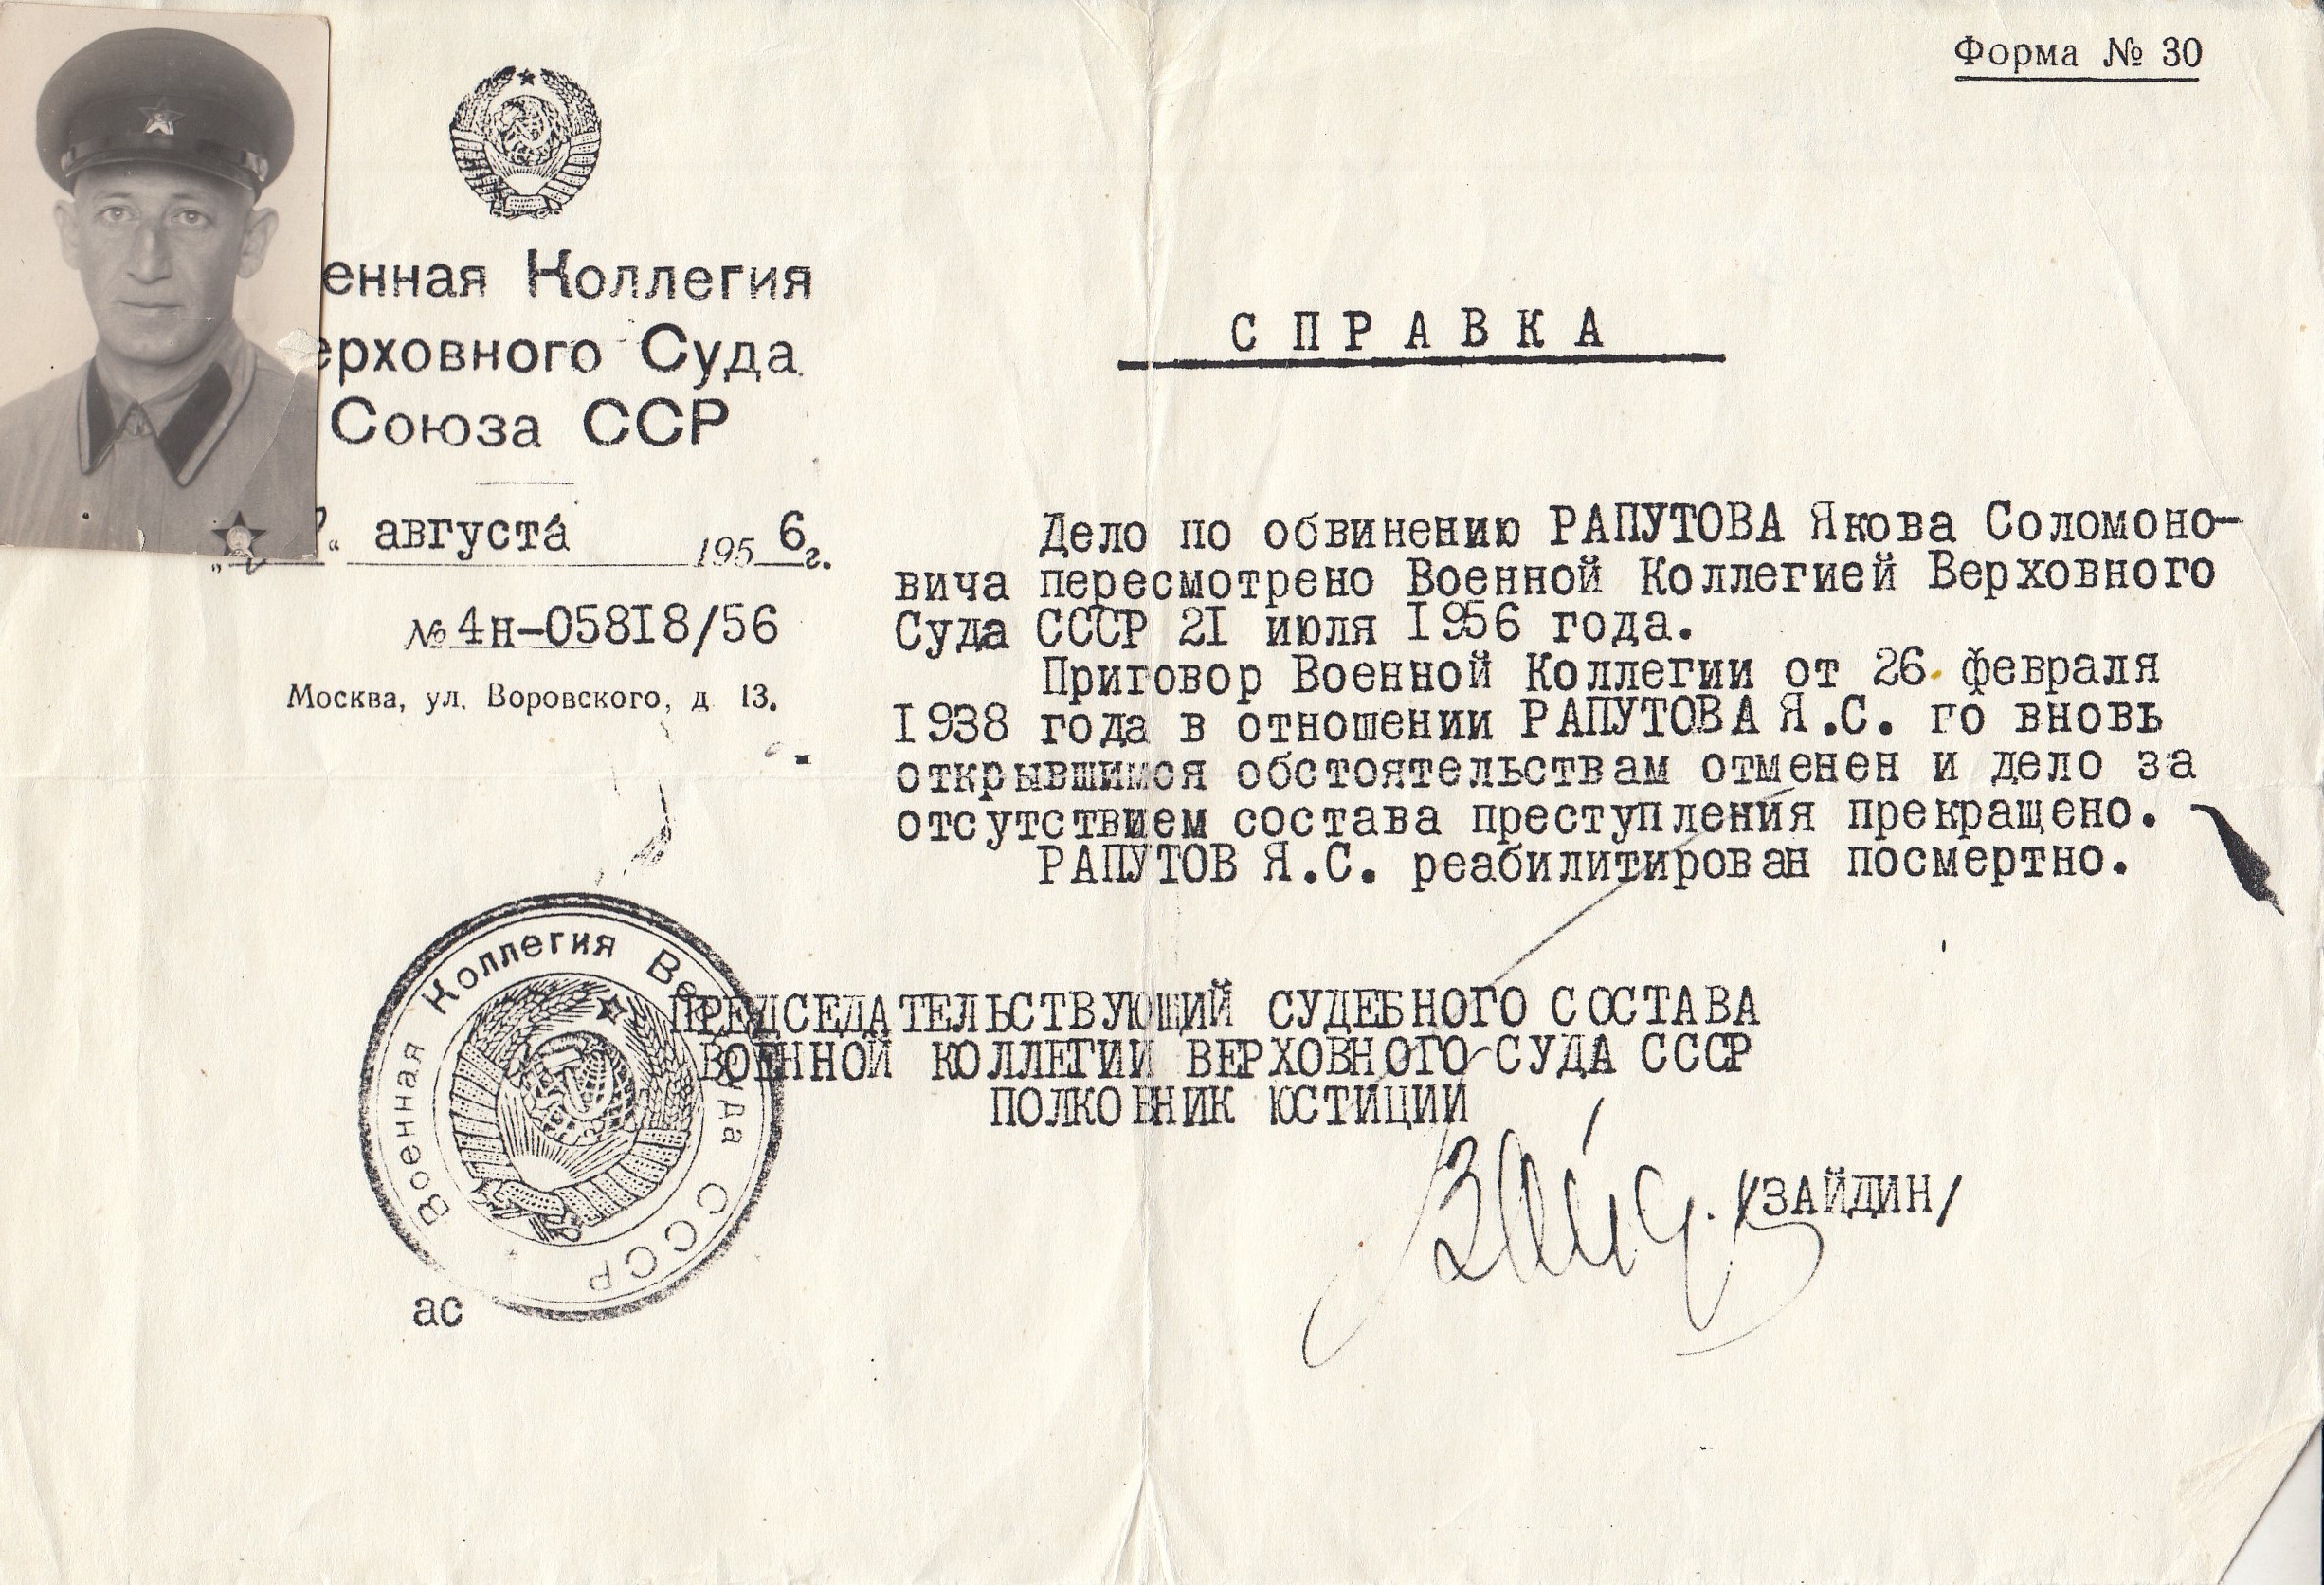 Форма № 30
енная Коллегия
ерховного Суда
Союза ССР
августа 1956г.
№ 4н-05818/56
Москва, ул. Воровского, д 13.
СПРАВКА
Дело по обвинению РАПУТОВА Якова Соломоно-
вича пересмотрено Военной Коллегией Верховного
Суда СССР 21 июля 1956 года.
Приговор Военной Коллегии от 26 февраля
1938 года в отношении РАПУТОВА Я.С. го вновь
открывшимся обстоятельствам отменен и дело за
отсутствием состава преступления прекращено.
РАПУТОВ Я.С. реабилитирован посмертно.
ПРЕДСЕДАТЕЛЬСТВУЮЩИЙ СУДЕБНОГО СОСТАВА
ВОЕННОЙ КОЛЛЕГИИ ВЕРХОВНОГО СУДА СССР
ПОЛКОВНИК ЮСТИЦИИ
/ЗАЙДИН/
Военная Коллегия Суда СССР
ас